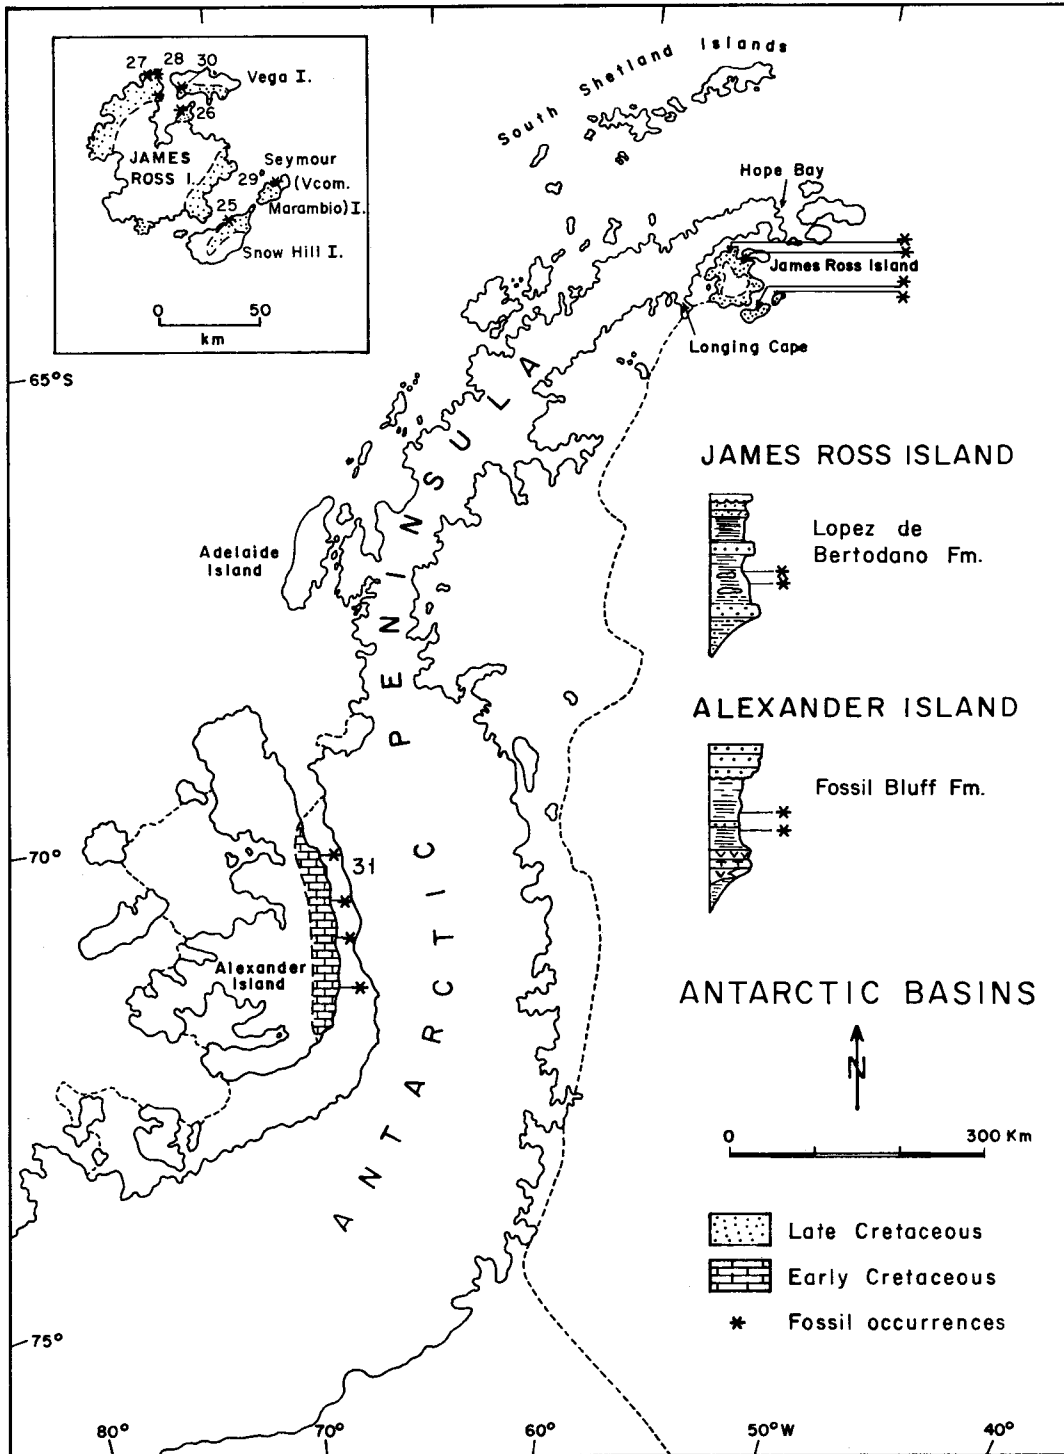 27 28 30
Vega I.
26
JAMES
ROSS I.
Seymour
29 (Vcom.
Marambio) I.
25
Snow Hill I.
0 50
km
South Shetland Islands
Hope Bay
James Ross Island
Longing Cape
65°S
JAMES ROSS ISLAND
Lopez de
Bertodano Fm.
Adelaide
Island
ALEXANDER ISLAND
Fossil Bluff Fm.
70°
31
Alexander
Island
ANTARCTIC PENINSULA
ANTARCTIC BASINS
N
0 300 Km
Late Cretaceous
Early Cretaceous
* Fossil occurrences
75°
80° 70° 60° 50°W 40°